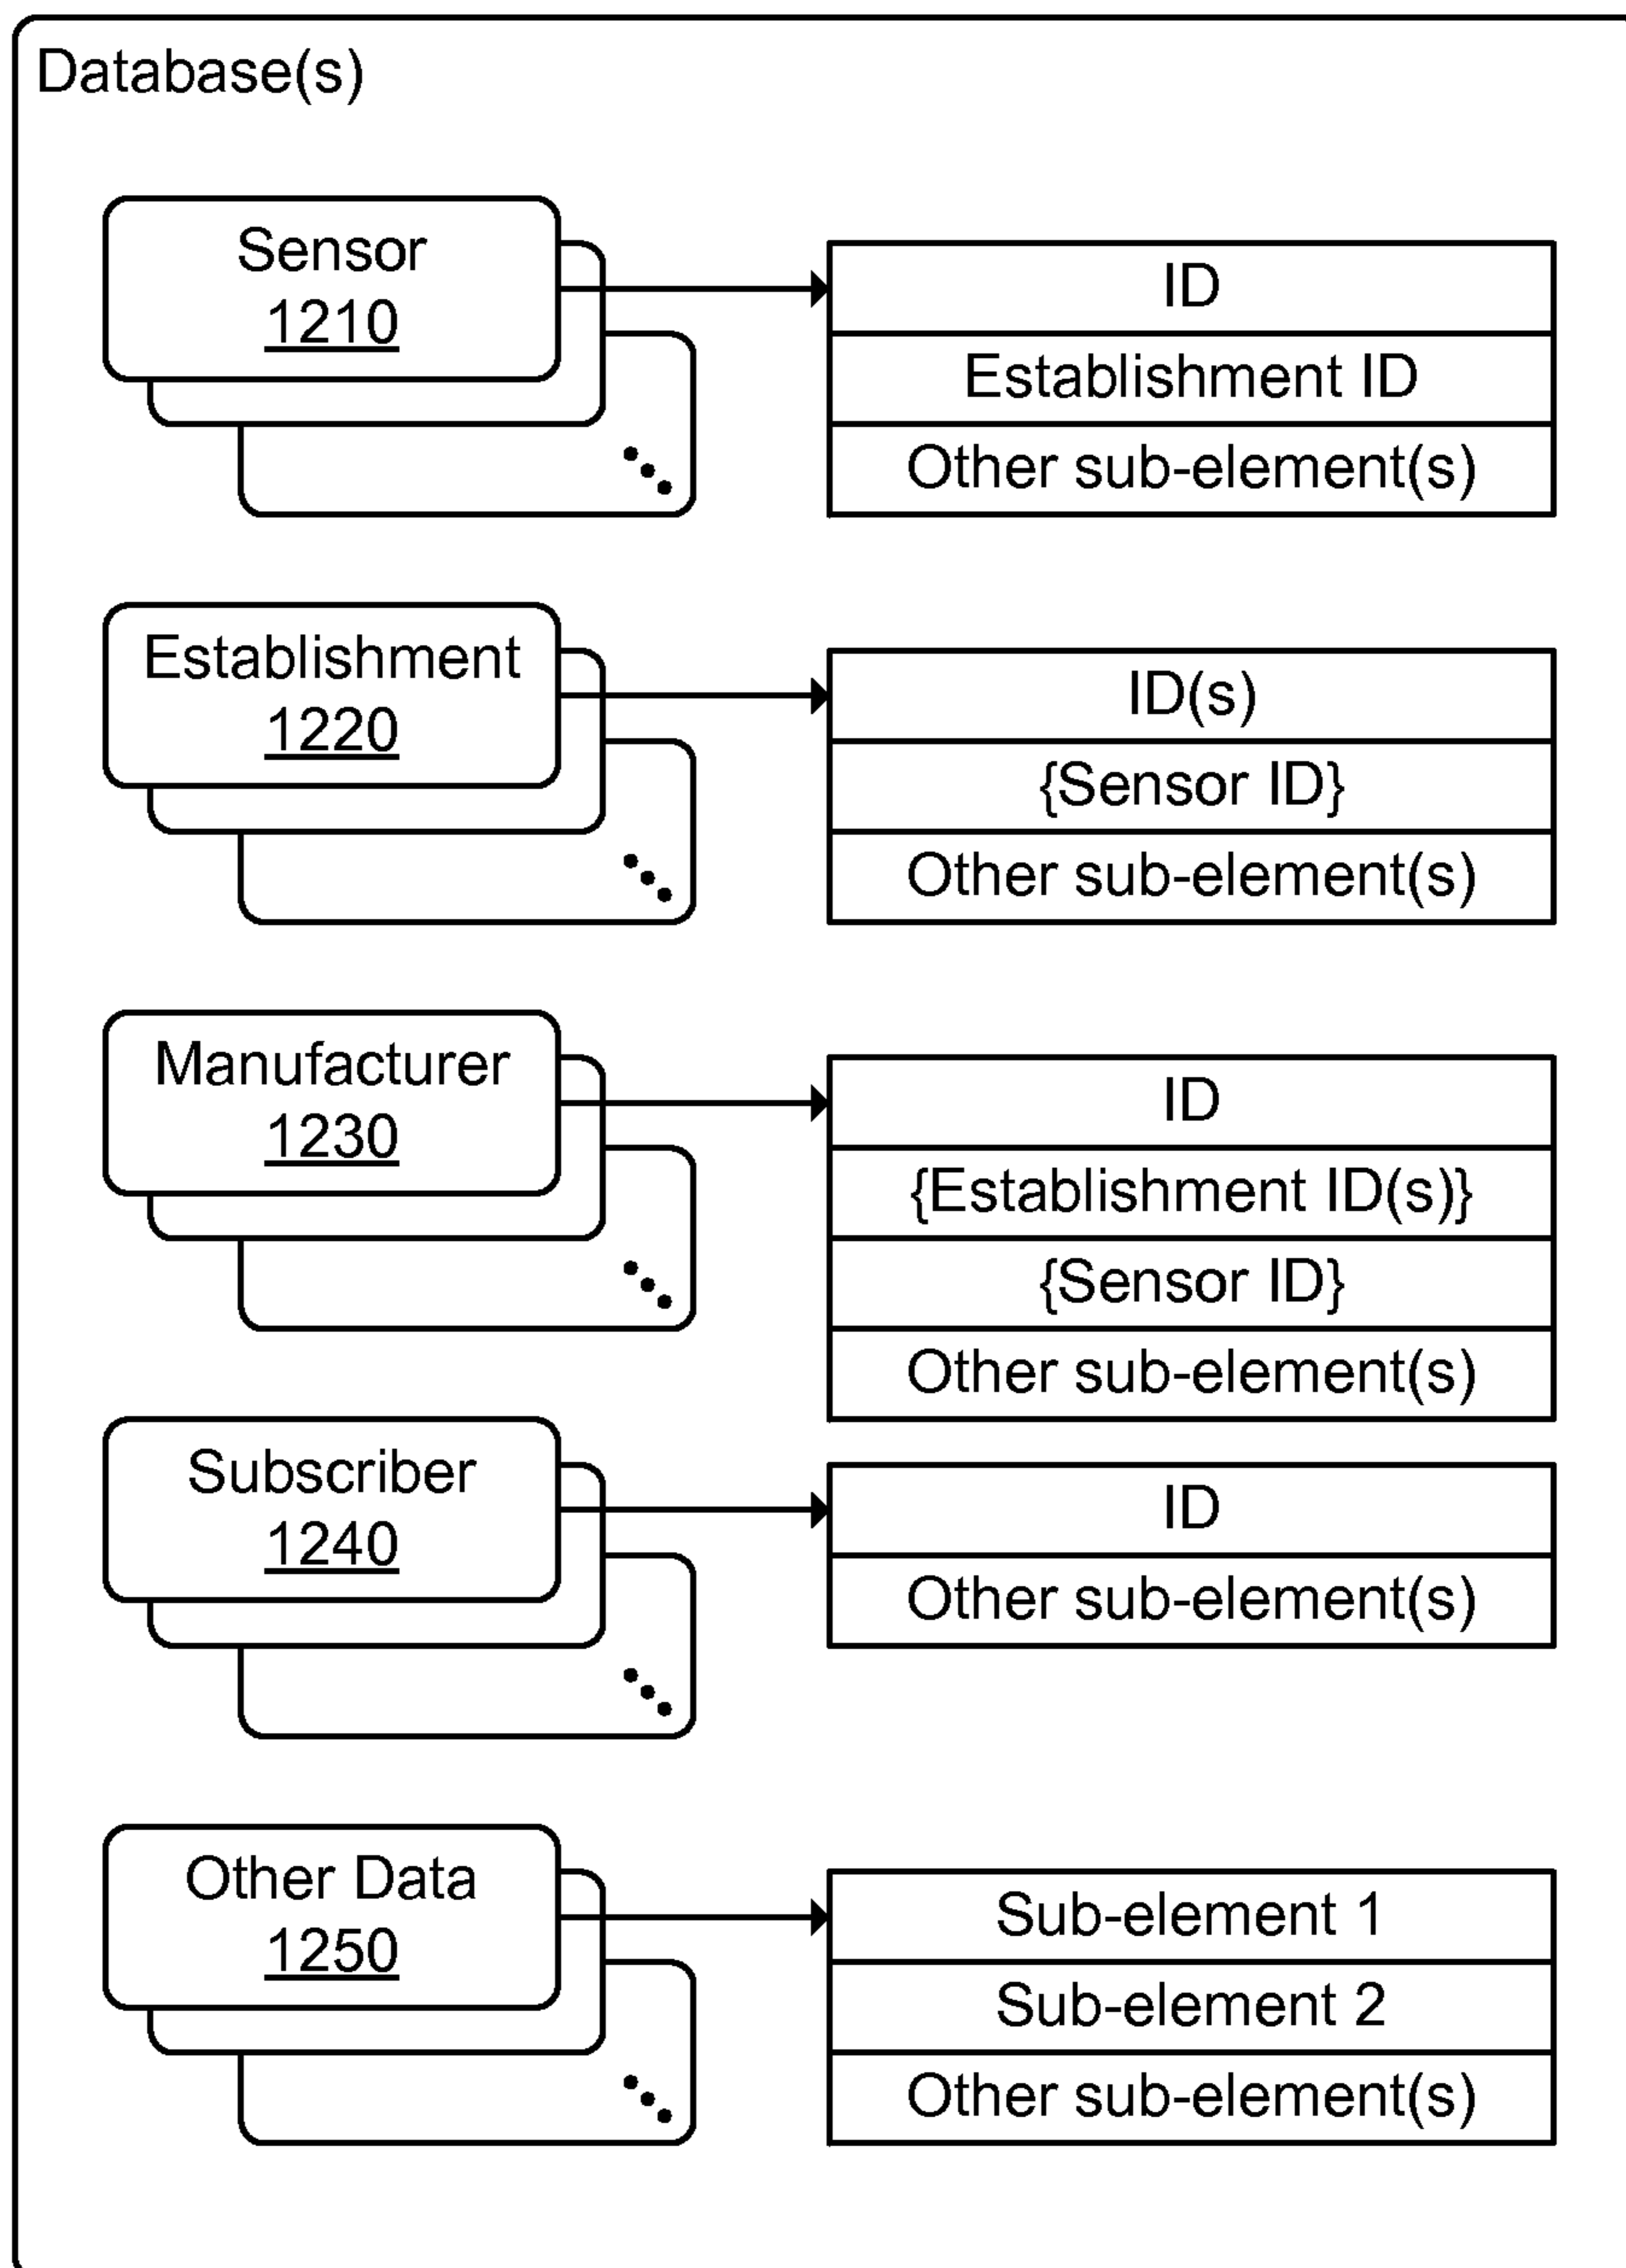 Database(s)
Sensor
1210
ID
Establishment ID
Other sub-element(s)
Establishment
1220
ID(s)
{Sensor ID}
Other sub-element(s)
Manufacturer
1230
ID
{Establishment ID(s)}
{Sensor ID}
Other sub-element(s)
Subscriber
1240
ID
Other sub-element(s)
Other Data
1250
Sub-element 1
Sub-element 2
Other sub-element(s)